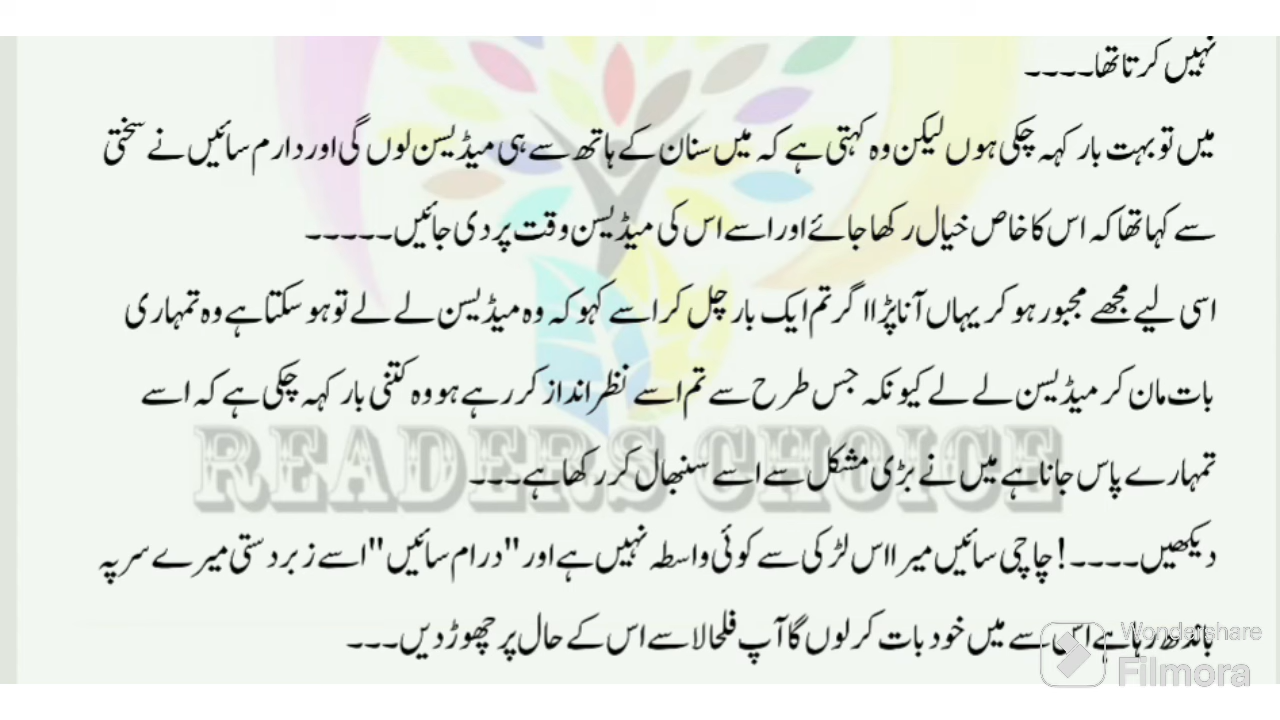 نہیں کرتا تھا۔۔۔۔
میں تو بہت بار کہہ چکی ہوں لیکن وہ کہتی ہے کہ میں سنان کے ہاتھ سے ہی میڈیسن لوں گی اور دارم سائیں نے سختی
سے کہا تھا کہ اس کا خاص خیال رکھا جائے اور اسے اس کی میڈیسن وقت پر دی جائیں۔۔۔۔۔
اسی لیے مجھے مجبور ہو کر یہاں آنا پڑا اگر تم ایک بار چل کر اسے کہو کہ وہ میڈیسن لے لے تو ہو سکتا ہے وہ تمہاری
بات مان کر میڈیسن لے لے کیونکہ جس طرح سے تم اسے نظر انداز کر رہے ہو وہ کتنی بار کہہ چکی ہے کہ اسے
تمہارے پاس جانا ہے میں نے بڑی مشکل سے اسے سنبھال کر رکھا ہے۔۔۔
READERS CHOICE
دیکھیں۔۔۔۔! چاچی سائیں میرا اس لڑکی سے کوئی واسطہ نہیں ہے اور "درام سائیں" اسے زبردستی میرے سر پہ
باندھ رہا ہے اس سے میں خود بات کر لوں گا آپ فلحال اسے اس کے حال پر چھوڑ دیں۔۔۔
Wondershare
Filmora